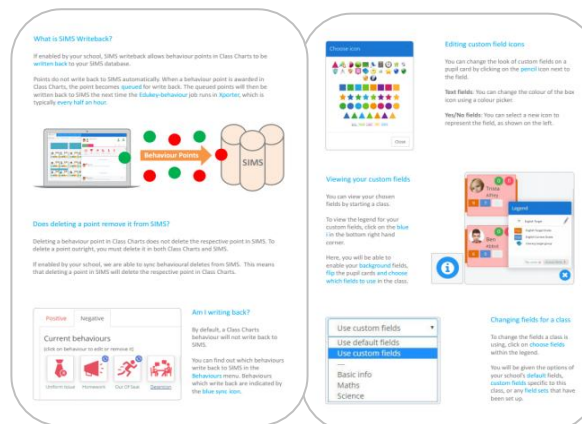 What is SIMS Writeback?
If enabled by your school, SIMS writeback allows behaviour points in Class Charts to be
written back to your SIMS database.
Points do not write back to SIMS automatically. When a behaviour point is awarded in
Class Charts, the point becomes queued for write back. The queued points will then be
written back to SIMS the next time the Edukey-behaviour job runs in Xporter, which is
typically every half an hour.
Behaviour Points
SIMS
Does deleting a point remove it from SIMS?
Deleting a behaviour point in Class Charts does not delete the respective point in SIMS. To
delete a point outright, you must delete it in both Class Charts and SIMS.
If enabled by your school, we are able to sync behavioural deletes from SIMS. This means
that deleting a point in SIMS will delete the respective point in Class Charts.
Positive
Negative
Current behaviours
(click on behaviour to edit or remove it)
Uniform Issue
Homework
Out Of Seat
Detention
Am I writing back?
By default, a Class Charts
behaviour will not write back to
SIMS.
You can find out which behaviours
write back to SIMS in the
Behaviours menu. Behaviours
which write back are indicated by
the blue sync icon.
Choose icon
Close
Editing custom field icons
You can change the look of custom fields on a
pupil card by clicking on the pencil icon next to
the field.
Text fields: You can change the colour of the box
icon using a colour picker.
Yes/No fields: You can select a new icon to
represent the field, as shown on the left.
Viewing your custom fields
You can view your chosen
fields by starting a class.
To view the legend for your
custom fields, click on the blue
i in the bottom right hand
corner.
Here, you will be able to
enable your background fields,
flip the pupil cards and choose
which fields to use in the class.
Ben
Legend
Use custom fields
Use default fields
Use custom fields
---
Basic info
Maths
Science
Changing fields for a class
To change the fields a class is
using, click on choose fields
within the legend.
You will be given the options of
your school's default fields,
custom fields specific to this
class, or any field sets that have
been set up.